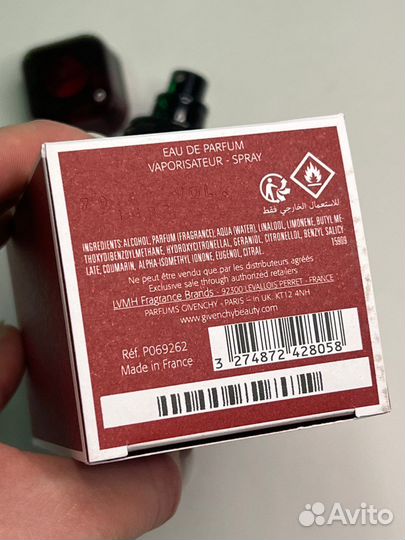 EAU DE PARFUM
VAPORISATEUR - SPRAY
INGREDIENTS: ALCOHOL, PARFUM (FRAGRANCE), AQUA (WATER), LINALOOL, LIMONENE, BUTYL ME-
THOXYDIBENZOYLMETHANE, HYDROXYCITRONELLAL, GERANIOL, CITRONELLOL, BENZYL SALICY
LATE, COUMARIN, ALPHA-ISOMETHYL IONONE, EUGENOL, CITRAL.
15909
للاستعمال الخارجي فقط
Ne peut être vendu que par les distributeurs agréés
Exclusive sale through authorized retailers
LVMH Fragrance Brands - 92300 LEVALLOIS PERRET - FRANCE
PARFUMS GIVENCHY - PARIS - in UK. KT12 4NH
www.givenchybeauty.com
Réf. P069262
Made in France
3 274872 428058
Avito